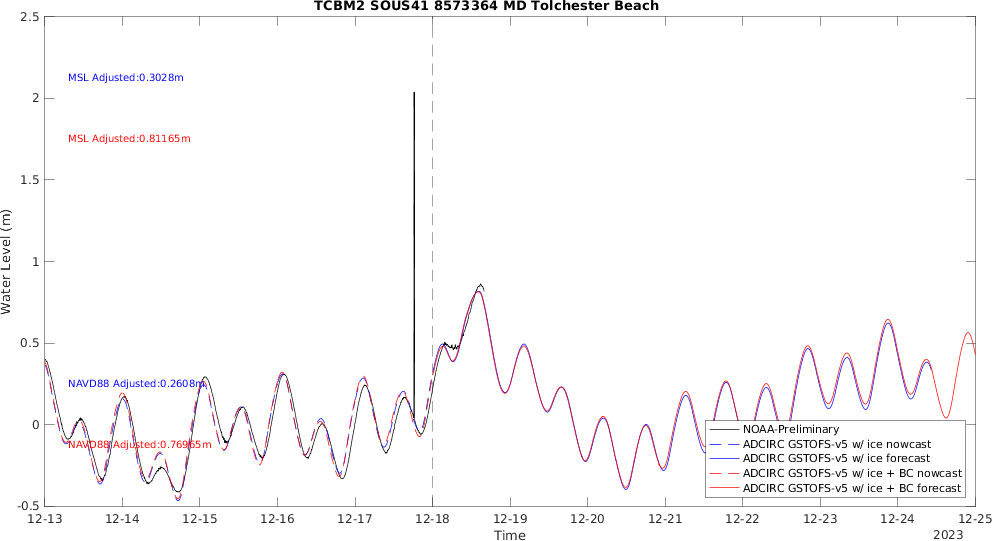 TCBM2 SOUS41 8573364 MD Tolchester Beach
2.5
MSL Adjusted:0.3028m
2
MSL Adjusted:0.81165m
1.5
Water Level (m)
1
0.5
NAVD88 Adjusted:0.2608m
0
NAVD88 Adjusted:0.76965m
-0.5
NOAA-Preliminary
ADCIRC GSTOFS-v5 w/ ice nowcast
ADCIRC GSTOFS-v5 w/ ice forecast
ADCIRC GSTOFS-v5 w/ ice + BC nowcast
ADCIRC GSTOFS-v5 w/ ice + BC forecast
12-13 12-14 12-15 12-16 12-17 12-18 12-19 12-20 12-21 12-22 12-23 12-24 12-25
Time
2023